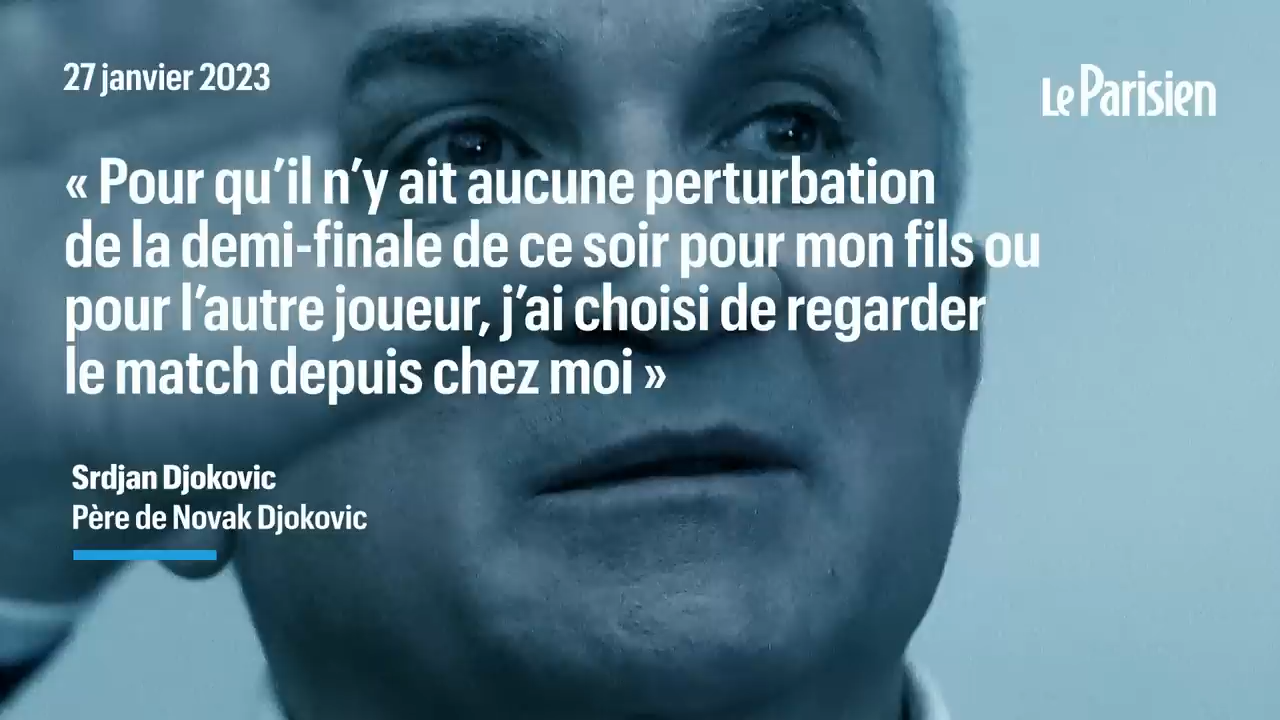 27 janvier 2023
Le Parisien
« Pour qu’il n’y ait aucune perturbation
de la demi-finale de ce soir pour mon fils ou
pour l’autre joueur, j’ai choisi de regarder
le match depuis chez moi »
Srdjan Djokovic
Père de Novak Djokovic